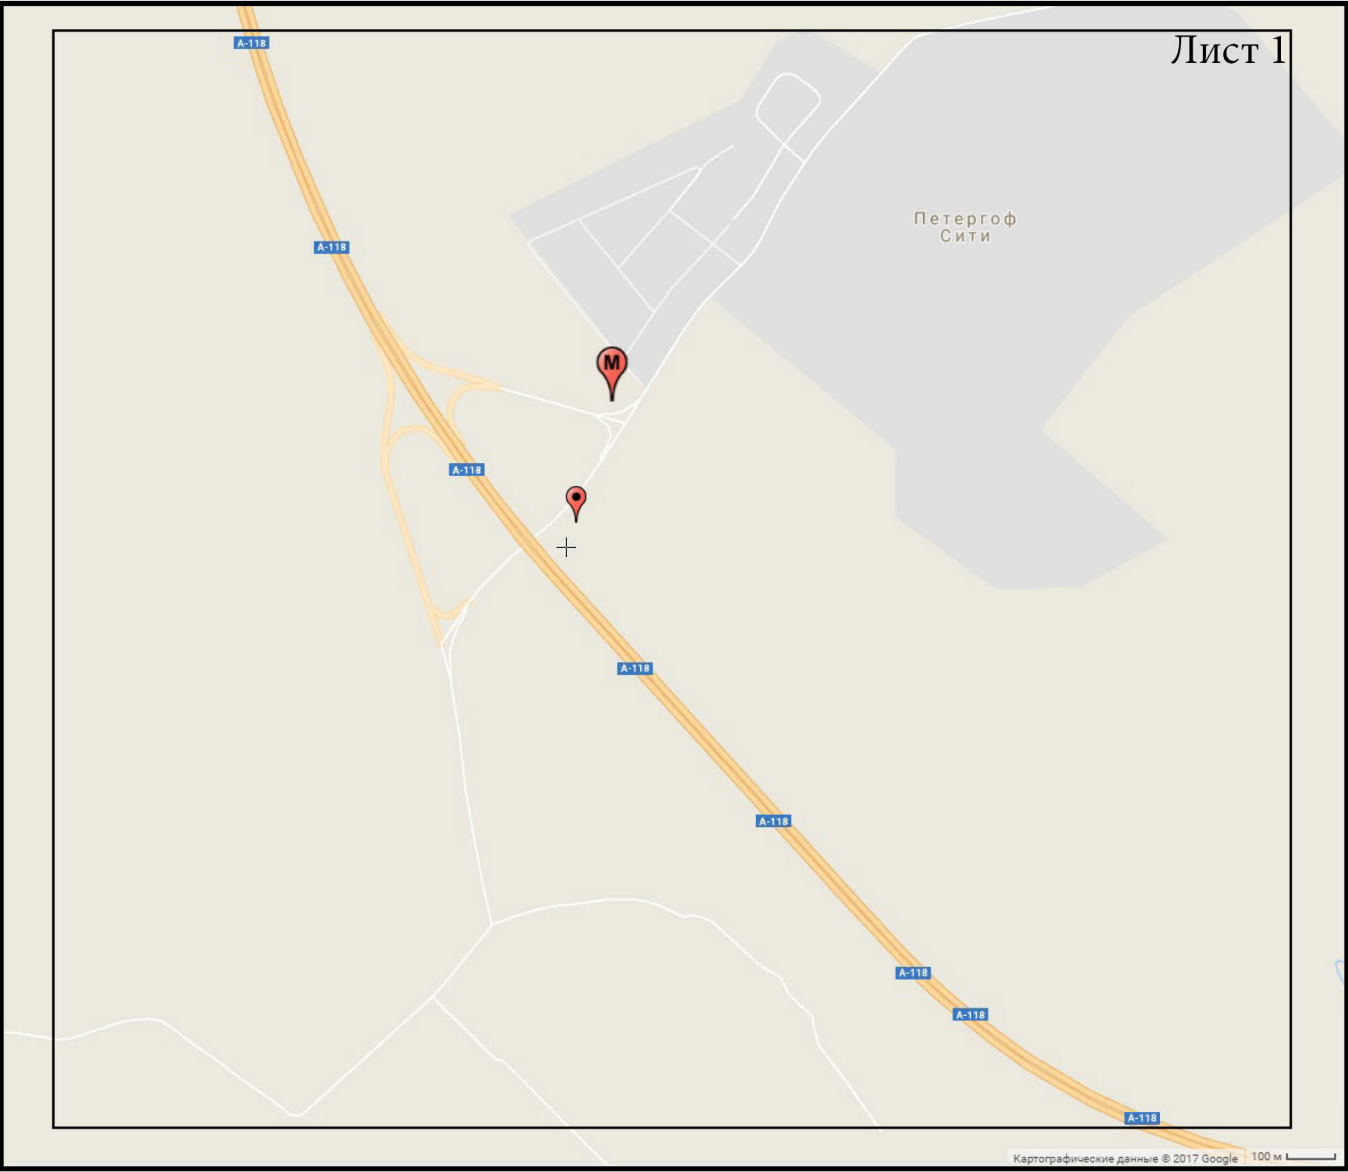 А-118
Лист 1
Петергоф
Сити
А-118
М
А-118
А-118
А-118
А-118
А-118
А-118
Картографические данные © 2017 Google
100 м